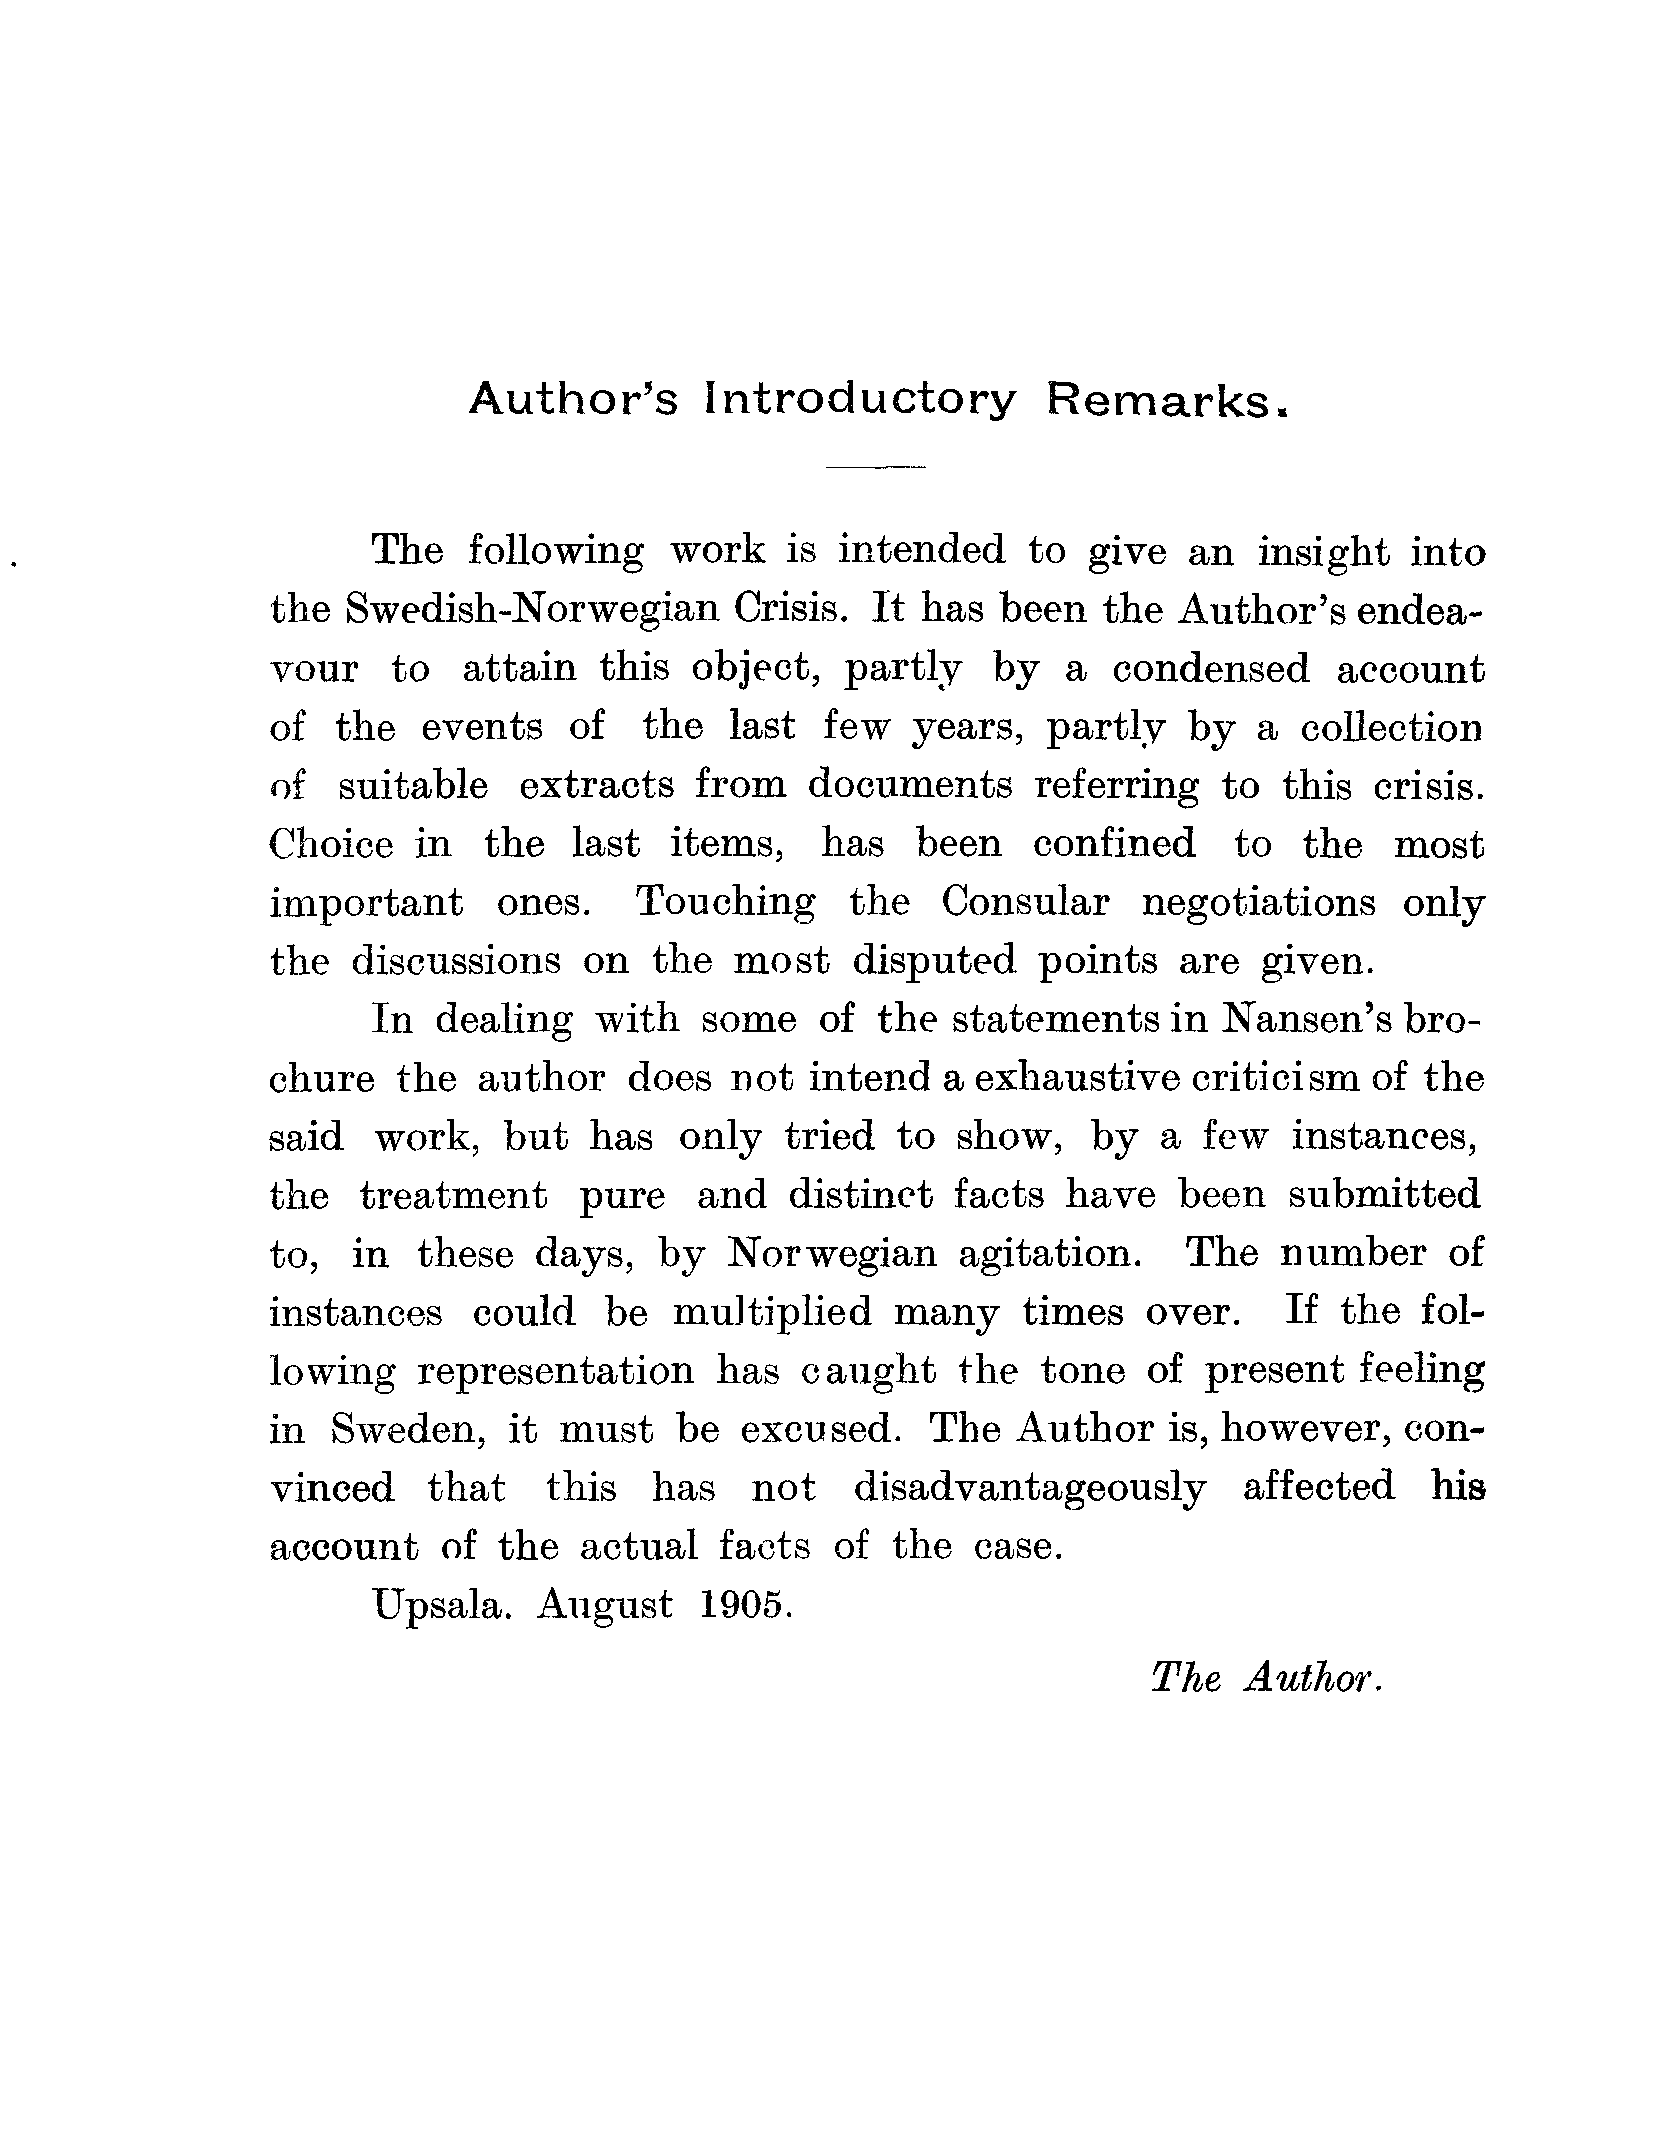 Author's Introductory Remarks.
The following work is intended to give an insight into
the Swedish-Norwegian Crisis. It has been the Author's endea-
vour to attain this object, partly by a condensed account
of the events of the last few years, partly by a collection
of suitable extracts from documents referring to this crisis.
Choice in the last items, has been confined to the most
important ones. Touching the Consular negotiations only
the discussions on the most disputed points are given.
In dealing with some of the statements in Nansen's bro-
chure the author does not intend a exhaustive criticism of the
said work, but has only tried to show, by a few instances,
the treatment pure and distinct facts have been submitted
to, in these days, by Norwegian agitation. The number of
instances could be multiplied many times over. If the fol-
lowing representation has caught the tone of present feeling
in Sweden, it must be excused. The Author is, however, con-
vinced that this has not disadvantageously affected his
account of the actual facts of the case.
Upsala. August 1905.
The Author.